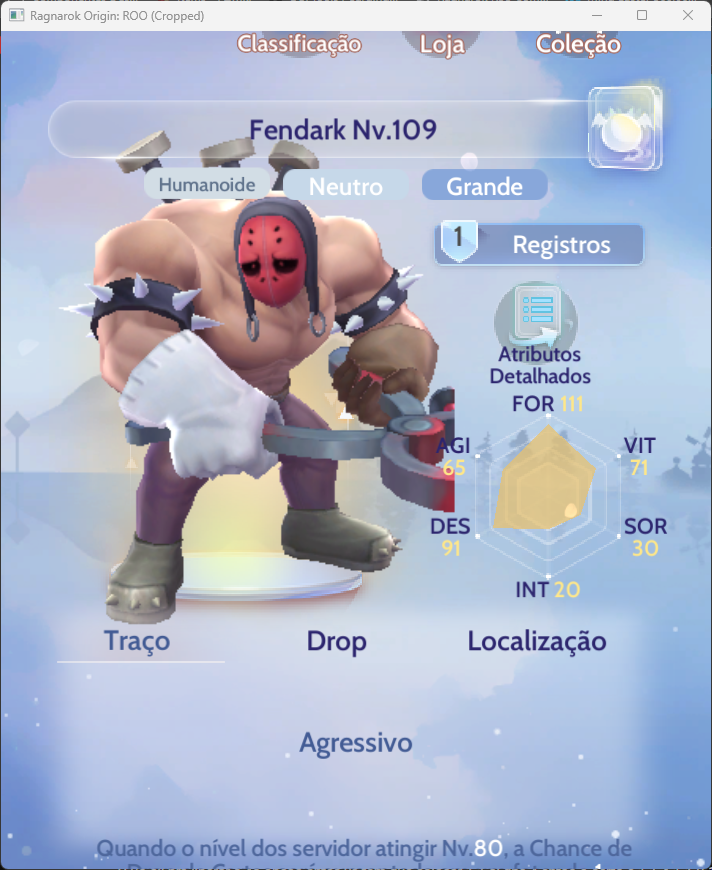 Ragnarok Origin: ROO (Cropped)
Classificação
Loja
Coleção
Fendark Nv.109
Humanoide
Neutro
Grande
1
Registros
Atributos
Detalhados
FOR 111
AGI
65
VIT
71
DES
91
SOR
30
INT 20
Traço
Drop
Localização
Agressivo
Quando o nível dos servidor atingir Nv.80, a Chance de